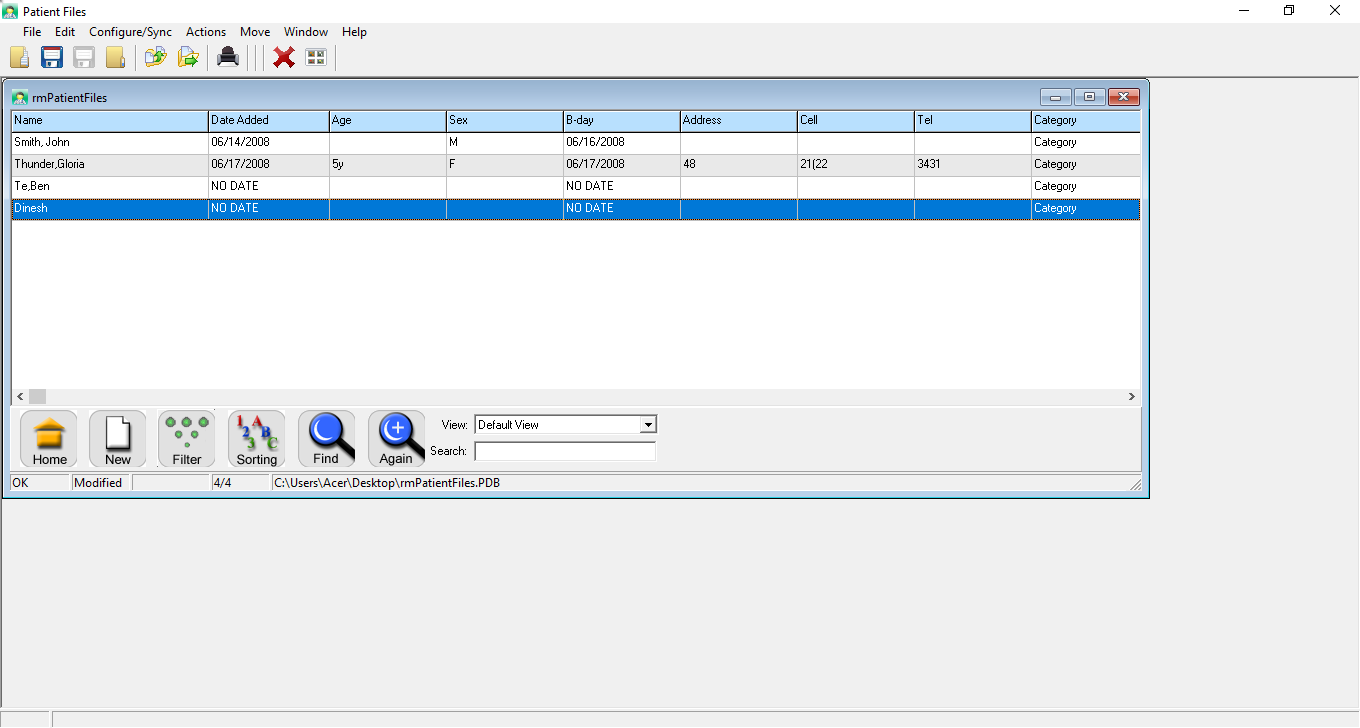 Patient Files
File Edit Configure/Sync Actions Move Window Help
rmPatientFiles
Name Date Added Age Sex B-day Address Cell Tel Category
Smith, John 06/14/2008 M 06/16/2008 Category
Thunder,Gloria 06/17/2008 5y F 06/17/2008 48 21(22 3431 Category
Te,Ben NO DATE NO DATE Category
Dinesh NO DATE NO DATE Category
Home New Filter Sorting Find Again
View: Default View
Search:
OK Modified 4/4 C:\Users\Acer\Desktop\rmPatientFiles.PDB